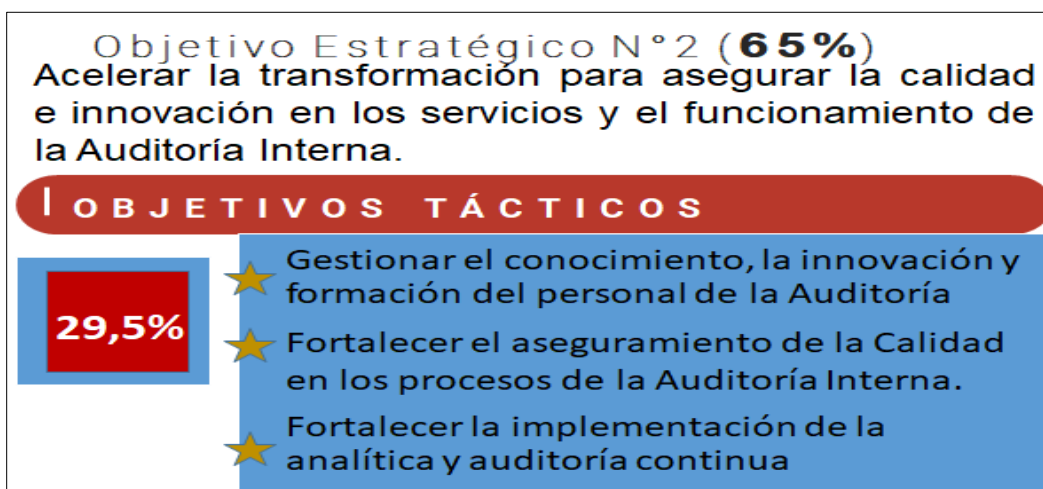 Objetivo Estratégico N°2 (65%)
Acelerar la transformación para asegurar la calidad
e innovación en los servicios y el funcionamiento de
la Auditoría Interna.
OBJETIVOS TÁCTICOS
29,5%
Gestionar el conocimiento, la innovación y
formación del personal de la Auditoría
Fortalecer el aseguramiento de la Calidad
en los procesos de la Auditoría Interna.
Fortalecer la implementación de la
analítica y auditoría continua